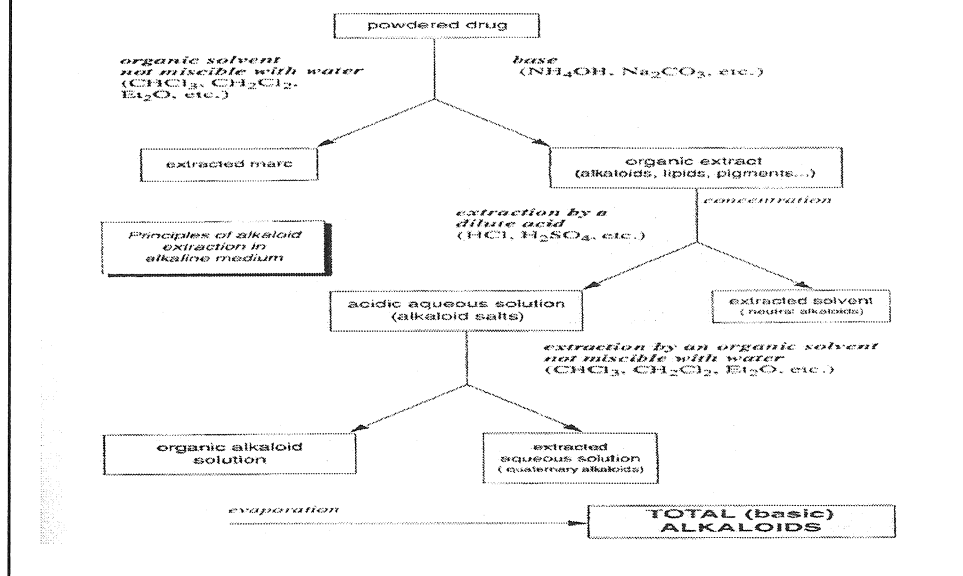 powdered drug
organic solvent
not miscible with water
(CHCl₃, CH₂Cl₂,
Et₂O, etc.)
base
(NH₄OH, Na₂CO₃, etc.)
extracted marc
organic extract
(alkaloids, lipids, pigments...)
concentration
Principles of alkaloid
extraction in
alkaline medium
extraction by a
dilute acid
(HCl, H₂SO₄, etc.)
acidic aqueous solution
(alkaloid salts)
extracted solvent
( neutral alkaloids)
extraction by an organic solvent
not miscible with water
(CHCl₃, CH₂Cl₂, Et₂O, etc.)
organic alkaloid
solution
extracted
aqueous solution
( quaternary alkaloids)
evaporation
TOTAL (basic)
ALKALOIDS